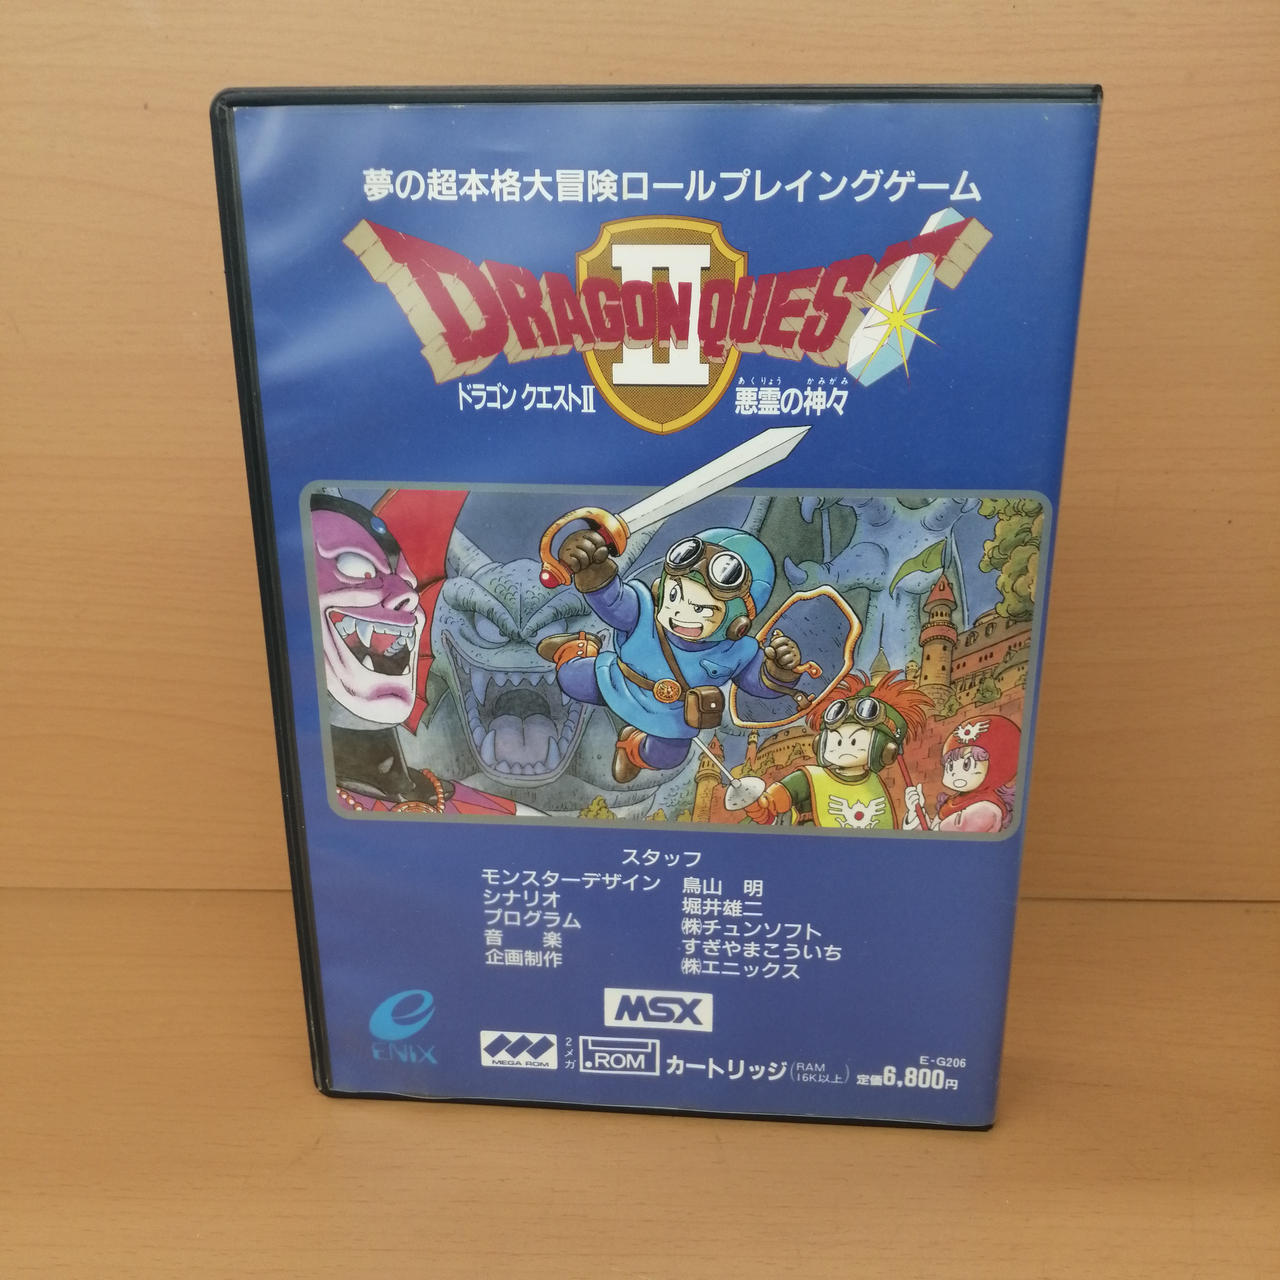 夢の超本格大冒険ロールプレイングゲーム
DRAGON QUEST
II
ドラゴンクエストII
あくりょう かみがみ
悪霊の神々
スタッフ
モンスターデザイン 鳥山 明
シナリオ 堀井雄二
プログラム ㈱チュンソフト
音 楽 すぎやまこういち
企画制作 ㈱エニックス
MSX
e
ENIX
MEGA ROM
2メガ
ROM
カートリッジ(RAM 16K以上)
E-G206
定価6,800円